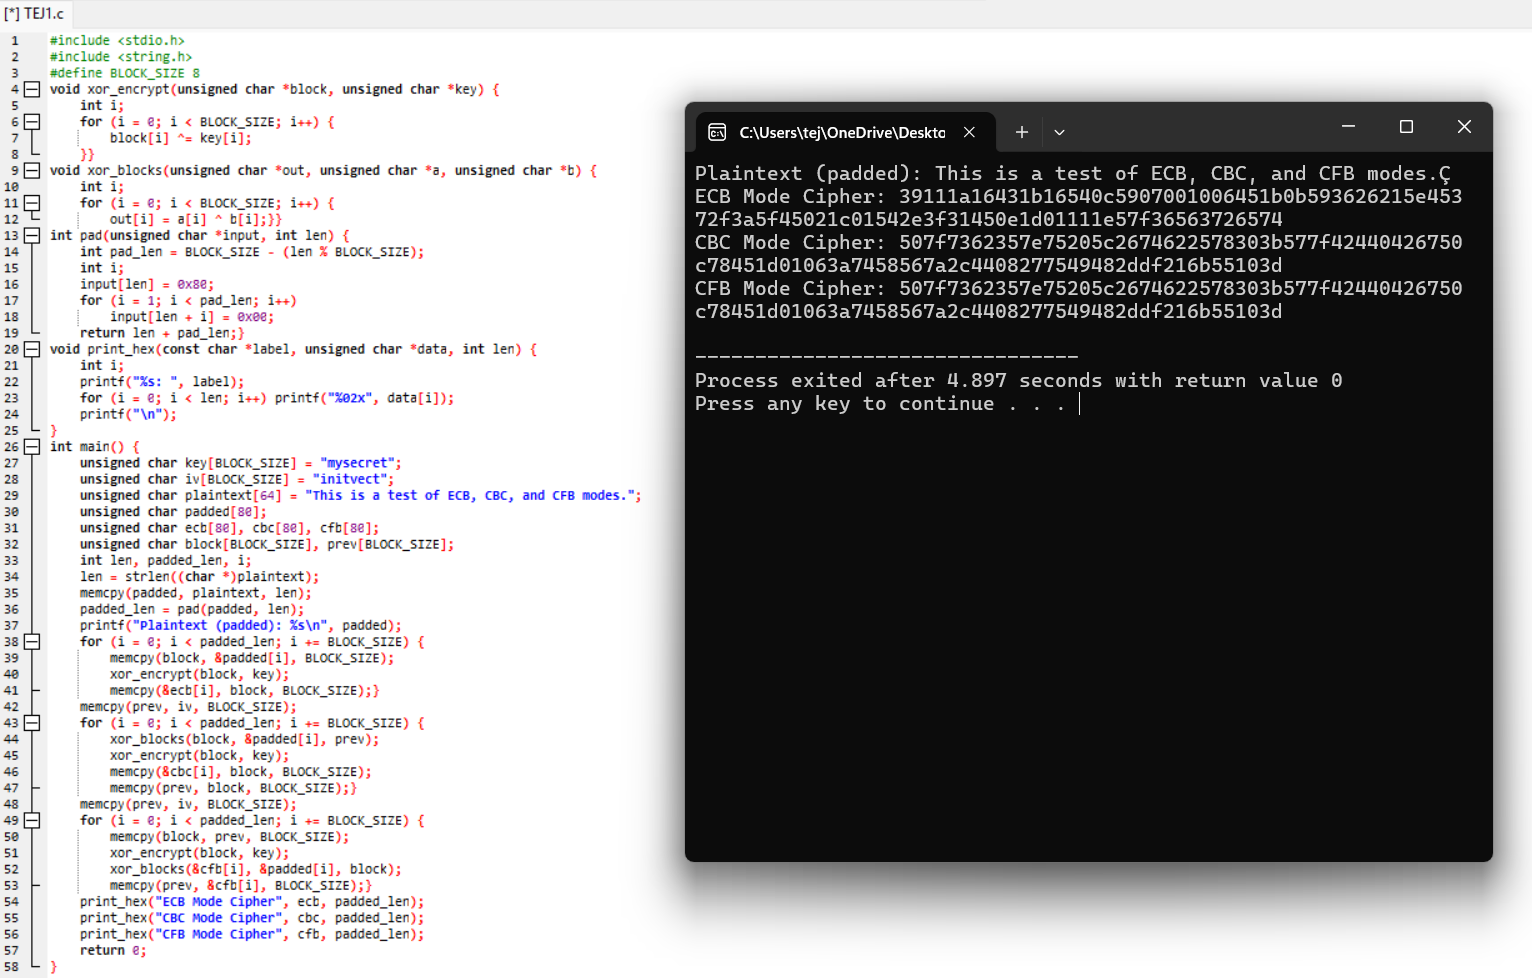 [*] TEJ1.c
1 #include <stdio.h>
2 #include <string.h>
3 #define BLOCK_SIZE 8
4 void xor_encrypt(unsigned char *block, unsigned char *key) {
5 int i;
6 for (i = 0; i < BLOCK_SIZE; i++) {
7 block[i] ^= key[i];
8 }}
9 void xor_blocks(unsigned char *out, unsigned char *a, unsigned char *b) {
10 int i;
11 for (i = 0; i < BLOCK_SIZE; i++) {
12 out[i] = a[i] ^ b[i];}}
13 int pad(unsigned char *input, int len) {
14 int pad_len = BLOCK_SIZE - (len % BLOCK_SIZE);
15 int i;
16 input[len] = 0x80;
17 for (i = 1; i < pad_len; i++)
18 input[len + i] = 0x00;
19 return len + pad_len;}
20 void print_hex(const char *label, unsigned char *data, int len) {
21 int i;
22 printf("%s: ", label);
23 for (i = 0; i < len; i++) printf("%02x", data[i]);
24 printf("\n");
25 }
26 int main() {
27 unsigned char key[BLOCK_SIZE] = "mysecret";
28 unsigned char iv[BLOCK_SIZE] = "initvect";
29 unsigned char plaintext[64] = "This is a test of ECB, CBC, and CFB modes.";
30 unsigned char padded[80];
31 unsigned char ecb[80], cbc[80], cfb[80];
32 unsigned char block[BLOCK_SIZE], prev[BLOCK_SIZE];
33 int len, padded_len, i;
34 len = strlen((char *)plaintext);
35 memcpy(padded, plaintext, len);
36 padded_len = pad(padded, len);
37 printf("Plaintext (padded): %s\n", padded);
38 for (i = 0; i < padded_len; i += BLOCK_SIZE) {
39 memcpy(block, &padded[i], BLOCK_SIZE);
40 xor_encrypt(block, key);
41 memcpy(&ecb[i], block, BLOCK_SIZE);}
42 memcpy(prev, iv, BLOCK_SIZE);
43 for (i = 0; i < padded_len; i += BLOCK_SIZE) {
44 xor_blocks(block, &padded[i], prev);
45 xor_encrypt(block, key);
46 memcpy(&cbc[i], block, BLOCK_SIZE);
47 memcpy(prev, block, BLOCK_SIZE);}
48 memcpy(prev, iv, BLOCK_SIZE);
49 for (i = 0; i < padded_len; i += BLOCK_SIZE) {
50 memcpy(block, prev, BLOCK_SIZE);
51 xor_encrypt(block, key);
52 xor_blocks(&cfb[i], &padded[i], block);
53 memcpy(prev, &cfb[i], BLOCK_SIZE);}
54 print_hex("ECB Mode Cipher", ecb, padded_len);
55 print_hex("CBC Mode Cipher", cbc, padded_len);
56 print_hex("CFB Mode Cipher", cfb, padded_len);
57 return 0;
58 }
C:\Users\tej\OneDrive\Deskto
Plaintext (padded): This is a test of ECB, CBC, and CFB modes.Ç
ECB Mode Cipher: 39111a16431b16540c5907001006451b0b593626215e453
72f3a5f45021c01542e3f31450e1d01111e57f36563726574
CBC Mode Cipher: 507f7362357e75205c2674622578303b577f42440426750
c78451d01063a7458567a2c4408277549482ddf216b55103d
CFB Mode Cipher: 507f7362357e75205c2674622578303b577f42440426750
c78451d01063a7458567a2c4408277549482ddf216b55103d
--------------------------------
Process exited after 4.897 seconds with return value 0
Press any key to continue . . .